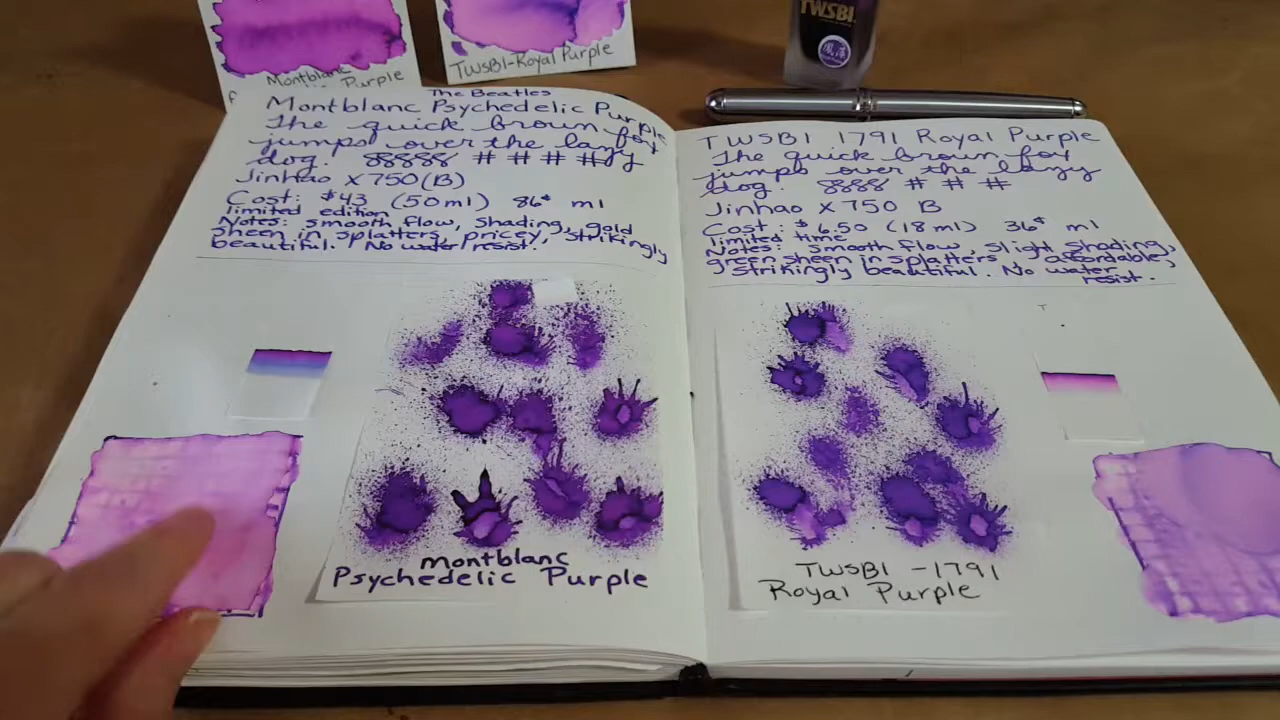 Montblanc
Purple
TWSBI-Royal Purple
TWSBI
The Beatles
Montblanc Psychedelic Purple
The quick brown fox
jumps over the lazy
dog. 88888 # # # #
Jinhao X750(B)
Cost: $43 (50ml) 86¢ ml
limited edition
Notes: smooth flow, shading, gold
sheen in splatters, pricey, strikingly
beautiful. No water resist.
montblanc
Psychedelic Purple
TWSBI 1791 Royal Purple
The quick brown fox
jumps over the lazy
dog. 8888 # # #
Jinhao X750 B
Cost: $6.50 (18ml) 36¢ ml
limited time
Notes: smooth flow, slight shading,
green sheen in splatters, affordable,
strikingly beautiful. No water
resist.
TWSBI -1791
Royal Purple